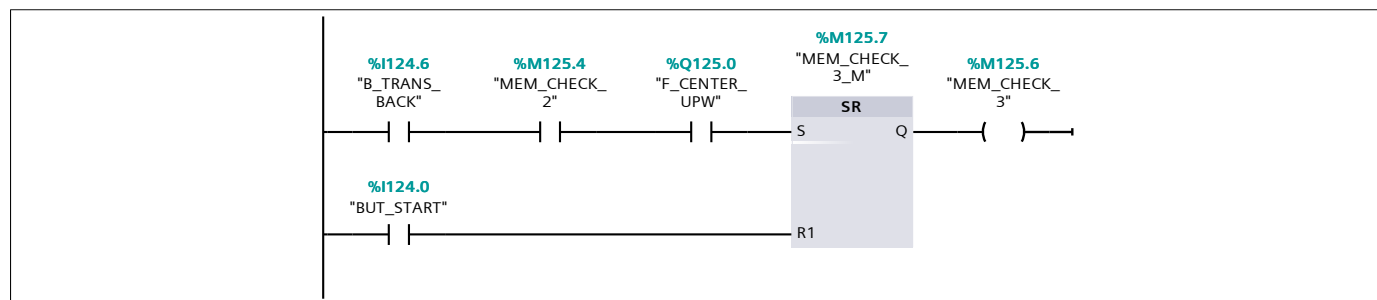 %M125.7
%I124.6 %M125.4 %Q125.0 "MEM_CHECK_ %M125.6
"B_TRANS_ "MEM_CHECK_ "F_CENTER_ 3_M" "MEM_CHECK_
BACK" 2" UPW" SR 3"
S Q
%I124.0
"BUT_START"
R1